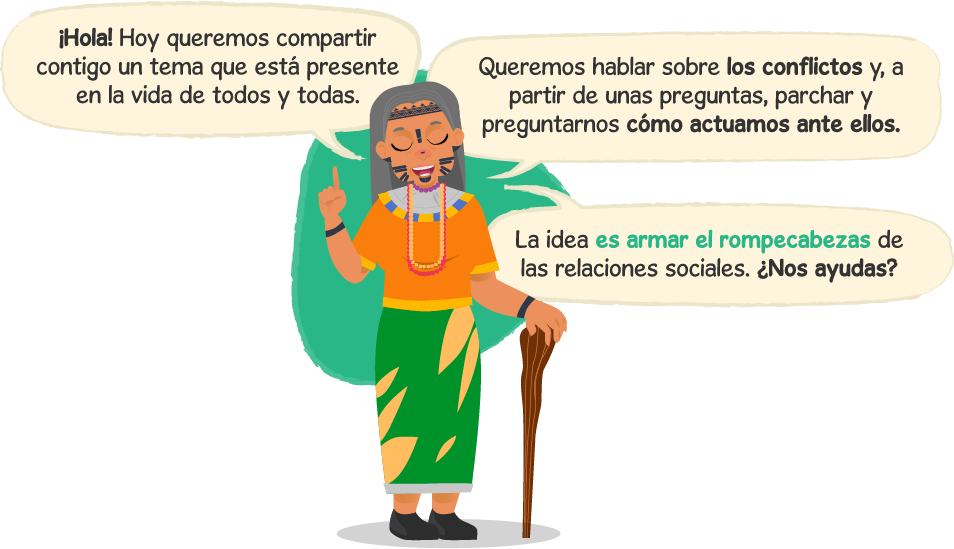 ¡Hola! Hoy queremos compartir
contigo un tema que está presente
en la vida de todos y todas.
Queremos hablar sobre los conflictos y, a
partir de unas preguntas, parchar y
preguntarnos cómo actuamos ante ellos.
La idea es armar el rompecabezas de
las relaciones sociales. ¿Nos ayudas?